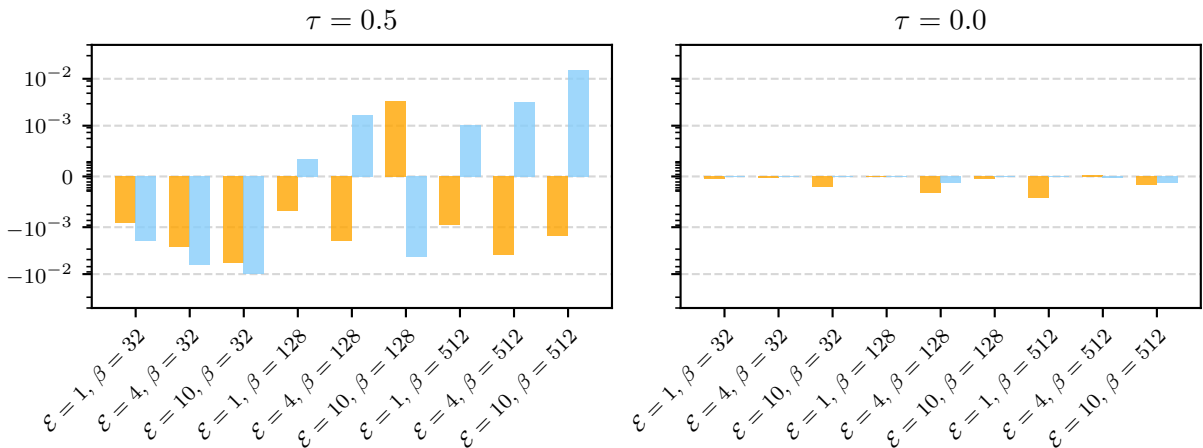 τ = 0.5
τ = 0.0
10⁻²
10⁻³
0
−10⁻³
−10⁻²
ℰ = 1, β = 32
ℰ = 4, β = 32
ℰ = 10, β = 32
ℰ = 1, β = 128
ℰ = 4, β = 128
ℰ = 10, β = 128
ℰ = 1, β = 512
ℰ = 4, β = 512
ℰ = 10, β = 512
ℰ = 1, β = 32
ℰ = 4, β = 32
ℰ = 10, β = 32
ℰ = 1, β = 128
ℰ = 4, β = 128
ℰ = 10, β = 128
ℰ = 1, β = 512
ℰ = 4, β = 512
ℰ = 10, β = 512